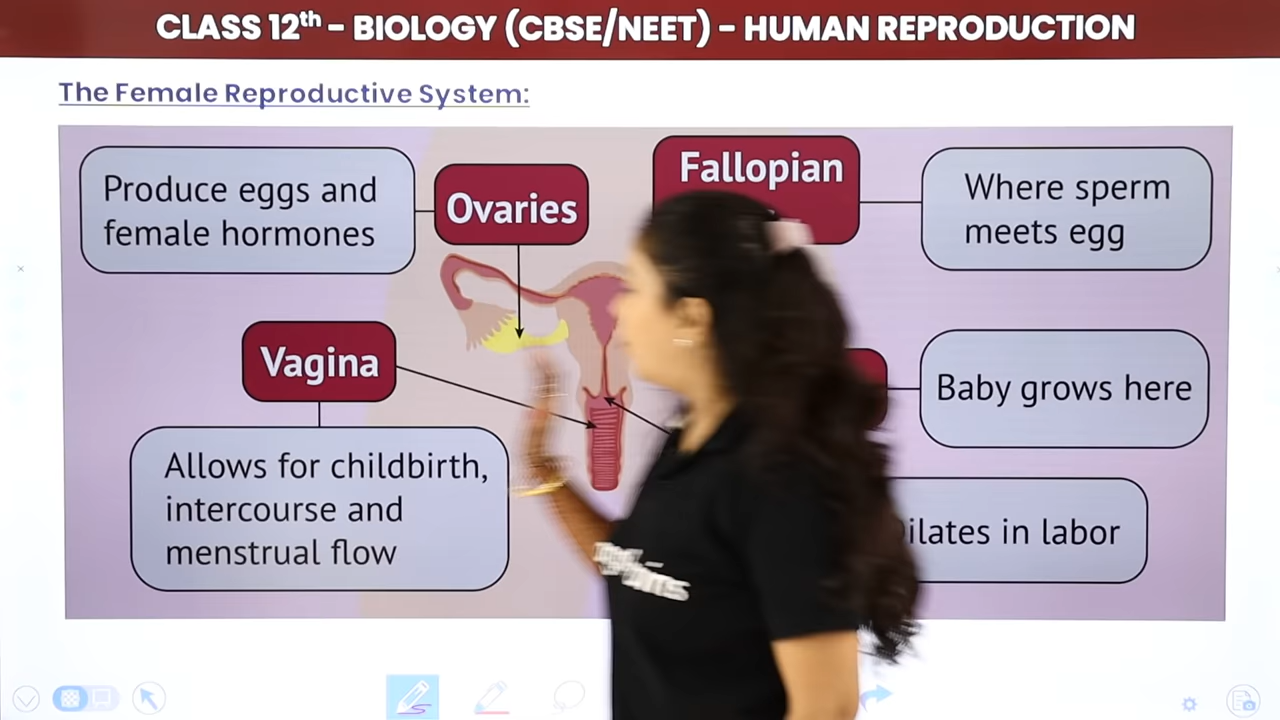 CLASS 12th - BIOLOGY (CBSE/NEET) - HUMAN REPRODUCTION
The Female Reproductive System:
Produce eggs and
female hormones
Ovaries
Fallopian
Where sperm
meets egg
Vagina
Baby grows here
Allows for childbirth,
intercourse and
menstrual flow
ilates in labor